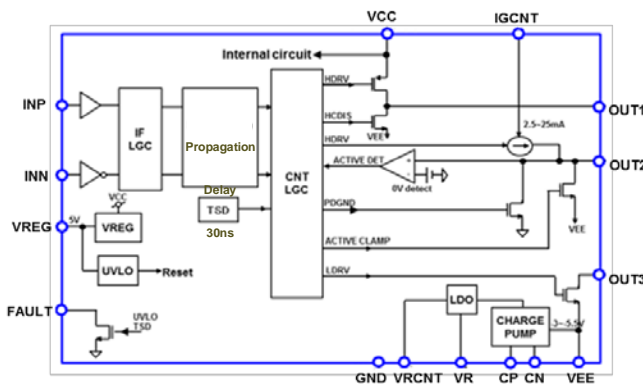 VCC
IGCNT
Internal circuit
HDRV
OUT1
INP
IF
LGC
Propagation
HCDIS
VEE
2.5~25mA
HDRV
OUT2
CNT
LGC
ACTIVE DET
+
-
0V detect
INN
Delay
VCC
TSD
PDGND
VEE
VREG
5V
VREG
30ns
ACTIVE CLAMP
UVLO
Reset
LDRV
OUT3
LDO
FAULT
UVLO
TSD
CHARGE
PUMP
-3~-5.5V
GND
VRCNT
VR
CP
CN
VEE